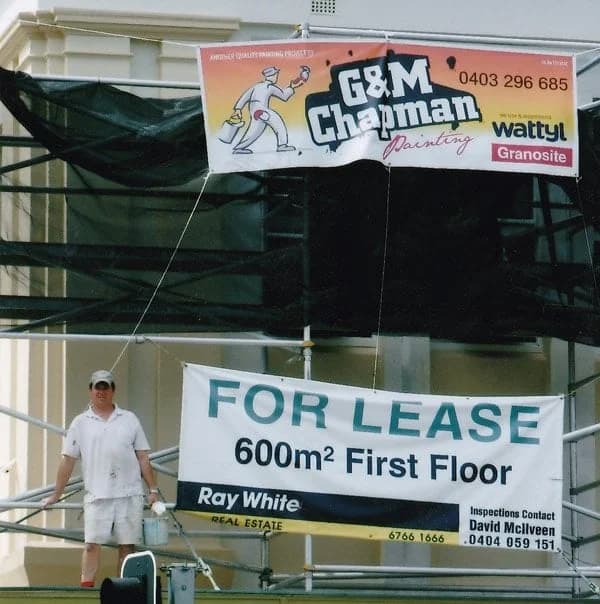 ANOTHER QUALITY PAINTING PROJECT BY
G&M
Chapman
Painting
0403 296 685
wattyl
Granosite
FOR LEASE
600m² First Floor
Ray White
REAL ESTATE
6766 1666
Inspections Contact
David McIlveen
0404 059 151